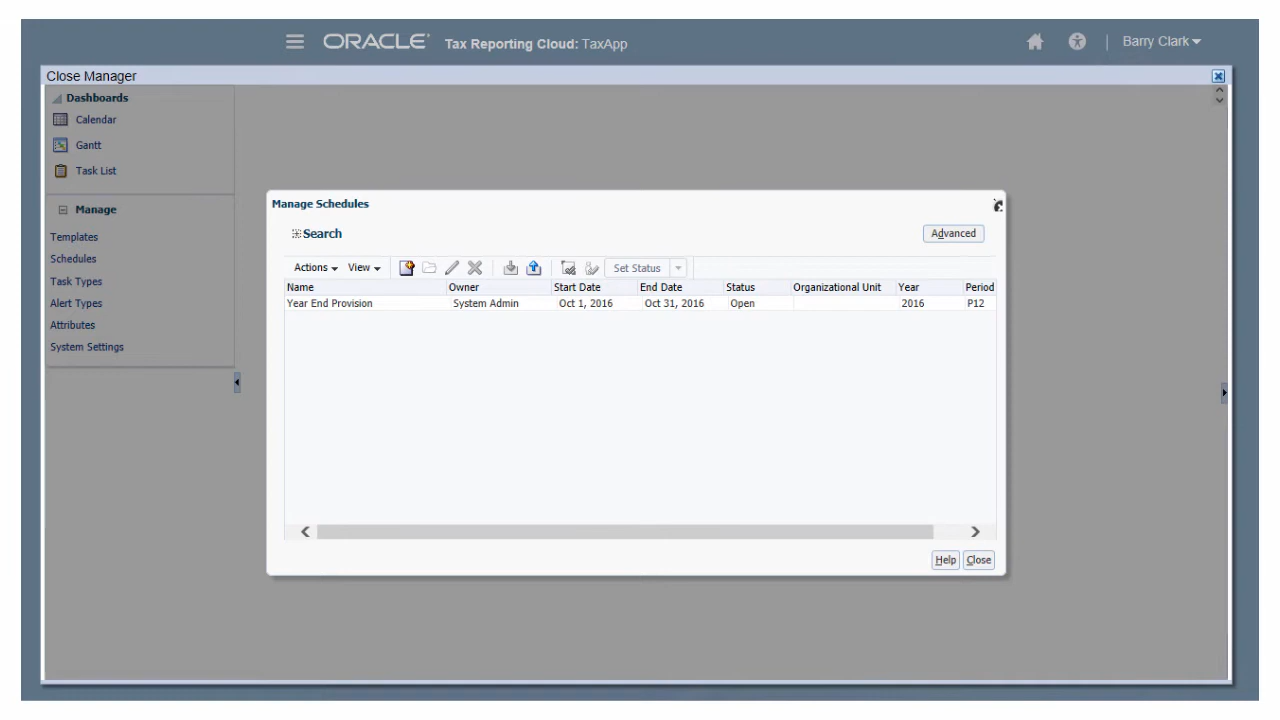 ORACLE Tax Reporting Cloud: TaxApp | Barry Clark
Close Manager
Dashboards
Calendar
Gantt
Task List
Manage
Templates
Schedules
Task Types
Alert Types
Attributes
System Settings
Manage Schedules
Search Advanced
Actions View Set Status
Name Owner Start Date End Date Status Organizational Unit Year Period
Year End Provision System Admin Oct 1, 2016 Oct 31, 2016 Open 2016 P12
Help Close